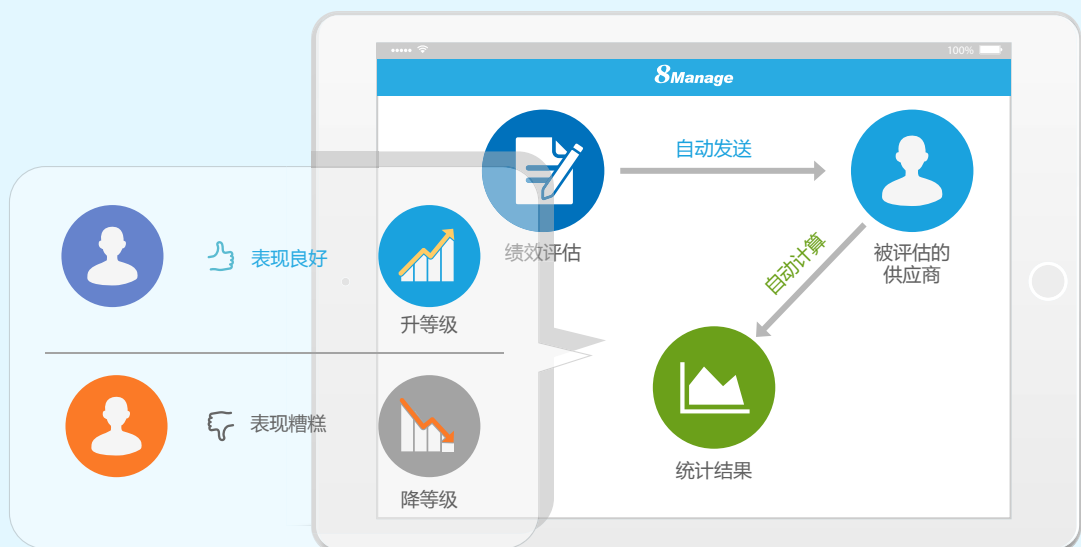 100%
8Manage
自动发送
绩效评估
被评估的
供应商
自动计算
统计结果
表现良好
升等级
表现糟糕
降等级